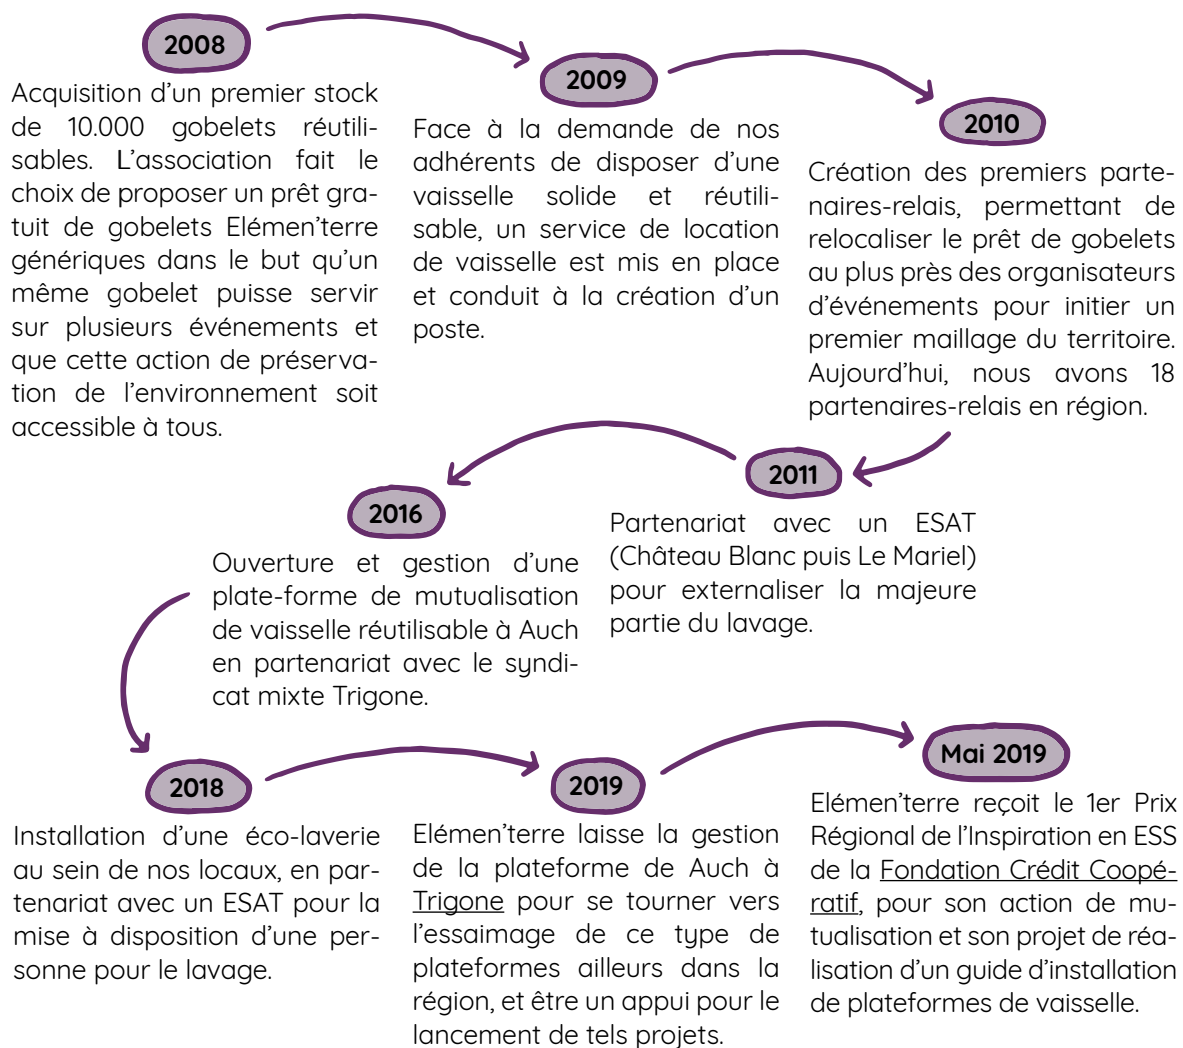 2008
Acquisition d'un premier stock
de 10.000 gobelets réutili-
sables. L'association fait le
choix de proposer un prêt gra-
tuit de gobelets Elémen'terre
génériques dans le but qu'un
même gobelet puisse servir
sur plusieurs événements et
que cette action de préserva-
tion de l'environnement soit
accessible à tous.
2009
Face à la demande de nos
adhérents de disposer d'une
vaisselle solide et réutili-
sable, un service de location
de vaisselle est mis en place
et conduit à la création d'un
poste.
2010
Création des premiers parte-
naires-relais, permettant de
relocaliser le prêt de gobelets
au plus près des organisateurs
d'événements pour initier un
premier maillage du territoire.
Aujourd'hui, nous avons 18
partenaires-relais en région.
2011
Partenariat avec un ESAT
(Château Blanc puis Le Mariel)
pour externaliser la majeure
partie du lavage.
2016
Ouverture et gestion d'une
plate-forme de mutualisation
de vaisselle réutilisable à Auch
en partenariat avec le syndi-
cat mixte Trigone.
2018
Installation d'une éco-laverie
au sein de nos locaux, en par-
tenariat avec un ESAT pour la
mise à disposition d'une per-
sonne pour le lavage.
2019
Elémen'terre laisse la gestion
de la plateforme de Auch à
Trigone pour se tourner vers
l'essaimage de ce type de
plateformes ailleurs dans la
région, et être un appui pour le
lancement de tels projets.
Mai 2019
Elémen'terre reçoit le 1er Prix
Régional de l'Inspiration en ESS
de la Fondation Crédit Coopé-
ratif, pour son action de mu-
tualisation et son projet de réa-
lisation d'un guide d'installation
de plateformes de vaisselle.